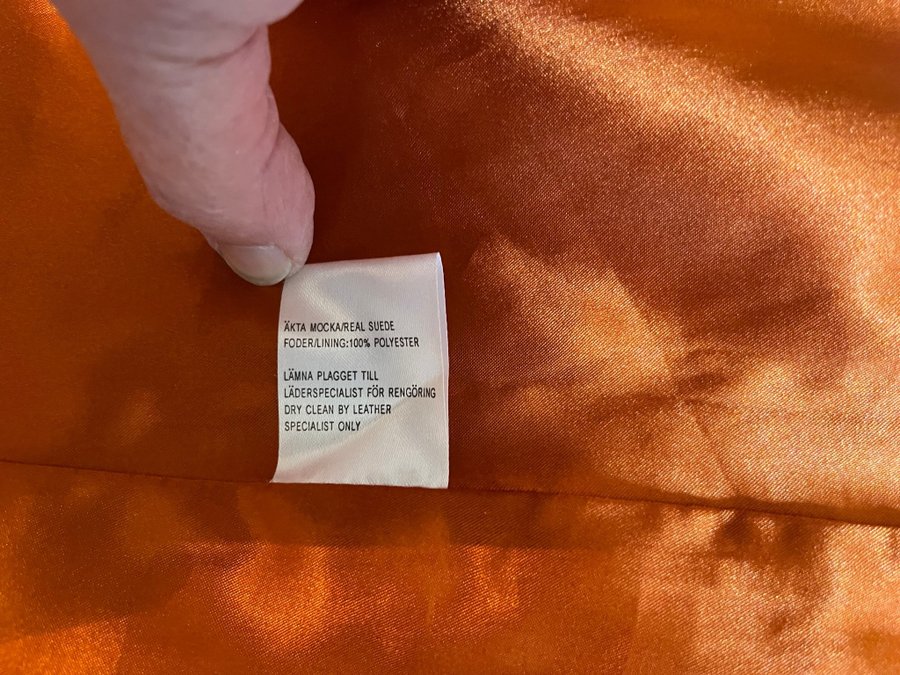 ÄKTA MOCKA/REAL SUEDE
FODER/LINING:100% POLYESTER
LÄMNA PLAGGET TILL
LÄDERSPECIALIST FÖR RENGÖRING
DRY CLEAN BY LEATHER
SPECIALIST ONLY